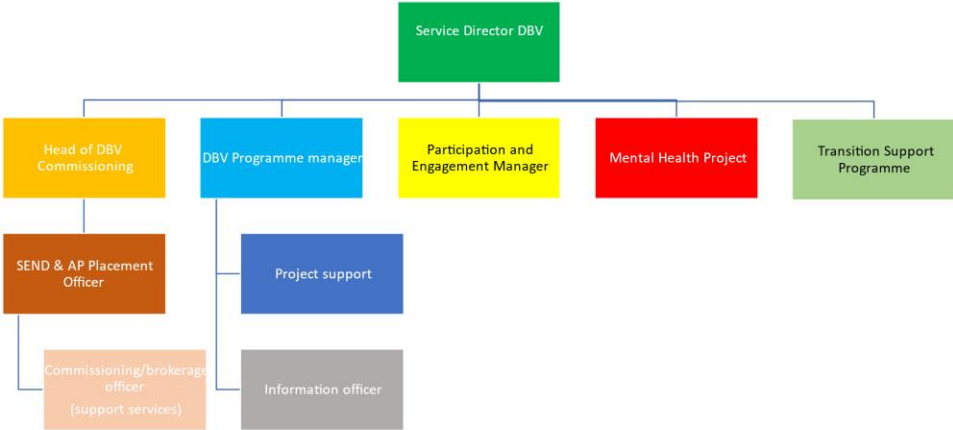 Service Director DBV
Head of DBV
Commissioning
DBV Programme manager
Participation and
Engagement Manager
Mental Health Project
Transition Support
Programme
SEND & AP Placement
Officer
Project support
Commissioning/brokerage
officer
(support services)
Information officer